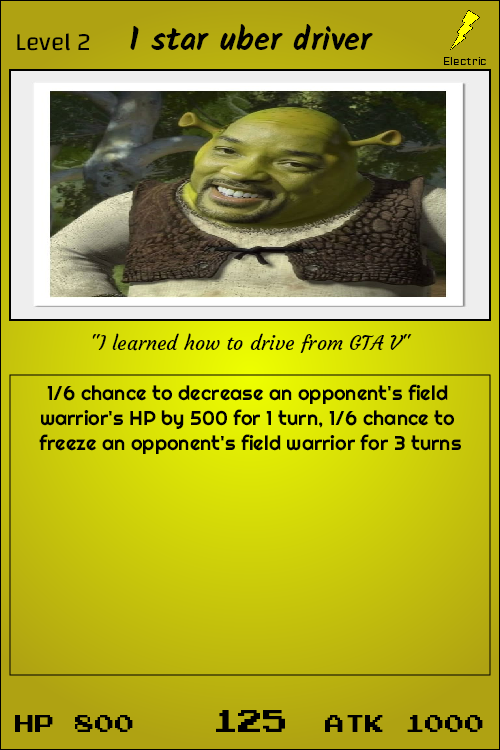 Level 2
1 star uber driver
Electric
"I learned how to drive from GTA V"
1/6 chance to decrease an opponent's field
warrior's HP by 500 for 1 turn, 1/6 chance to
freeze an opponent's field warrior for 3 turns
HP 800
125
ATK 1000